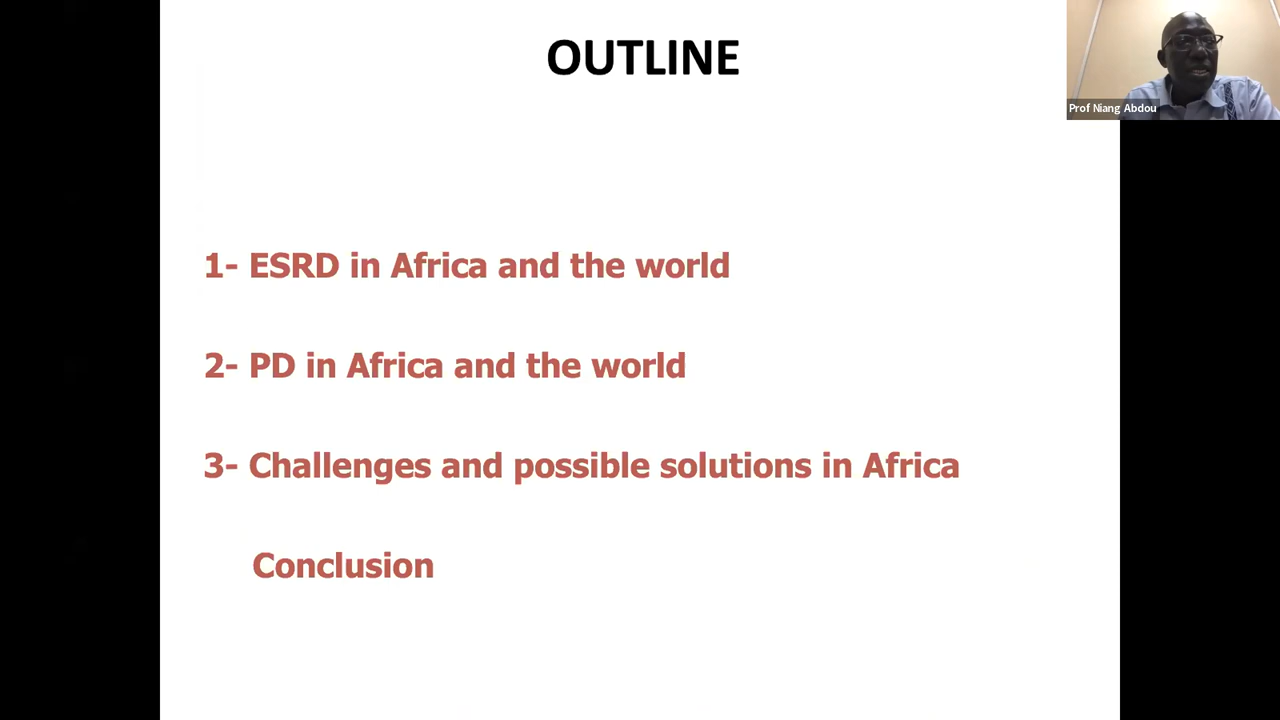 OUTLINE
Prof Niang Abdou
1- ESRD in Africa and the world
2- PD in Africa and the world
3- Challenges and possible solutions in Africa
Conclusion